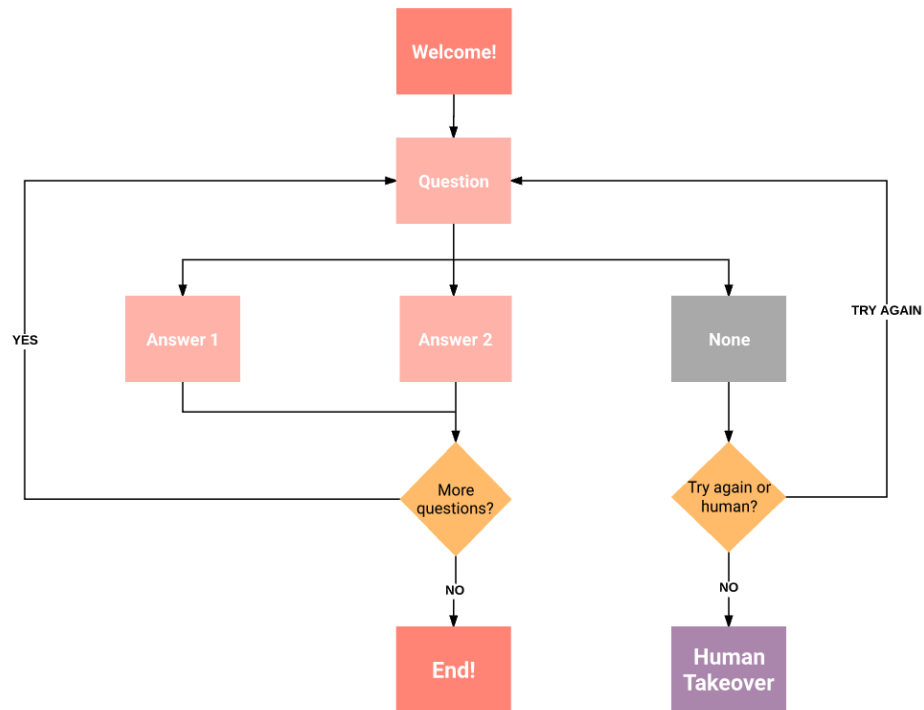 Welcome!
Question
YES
Answer 1
Answer 2
None
TRY AGAIN
More
questions?
Try again or
human?
NO
NO
End!
Human
Takeover